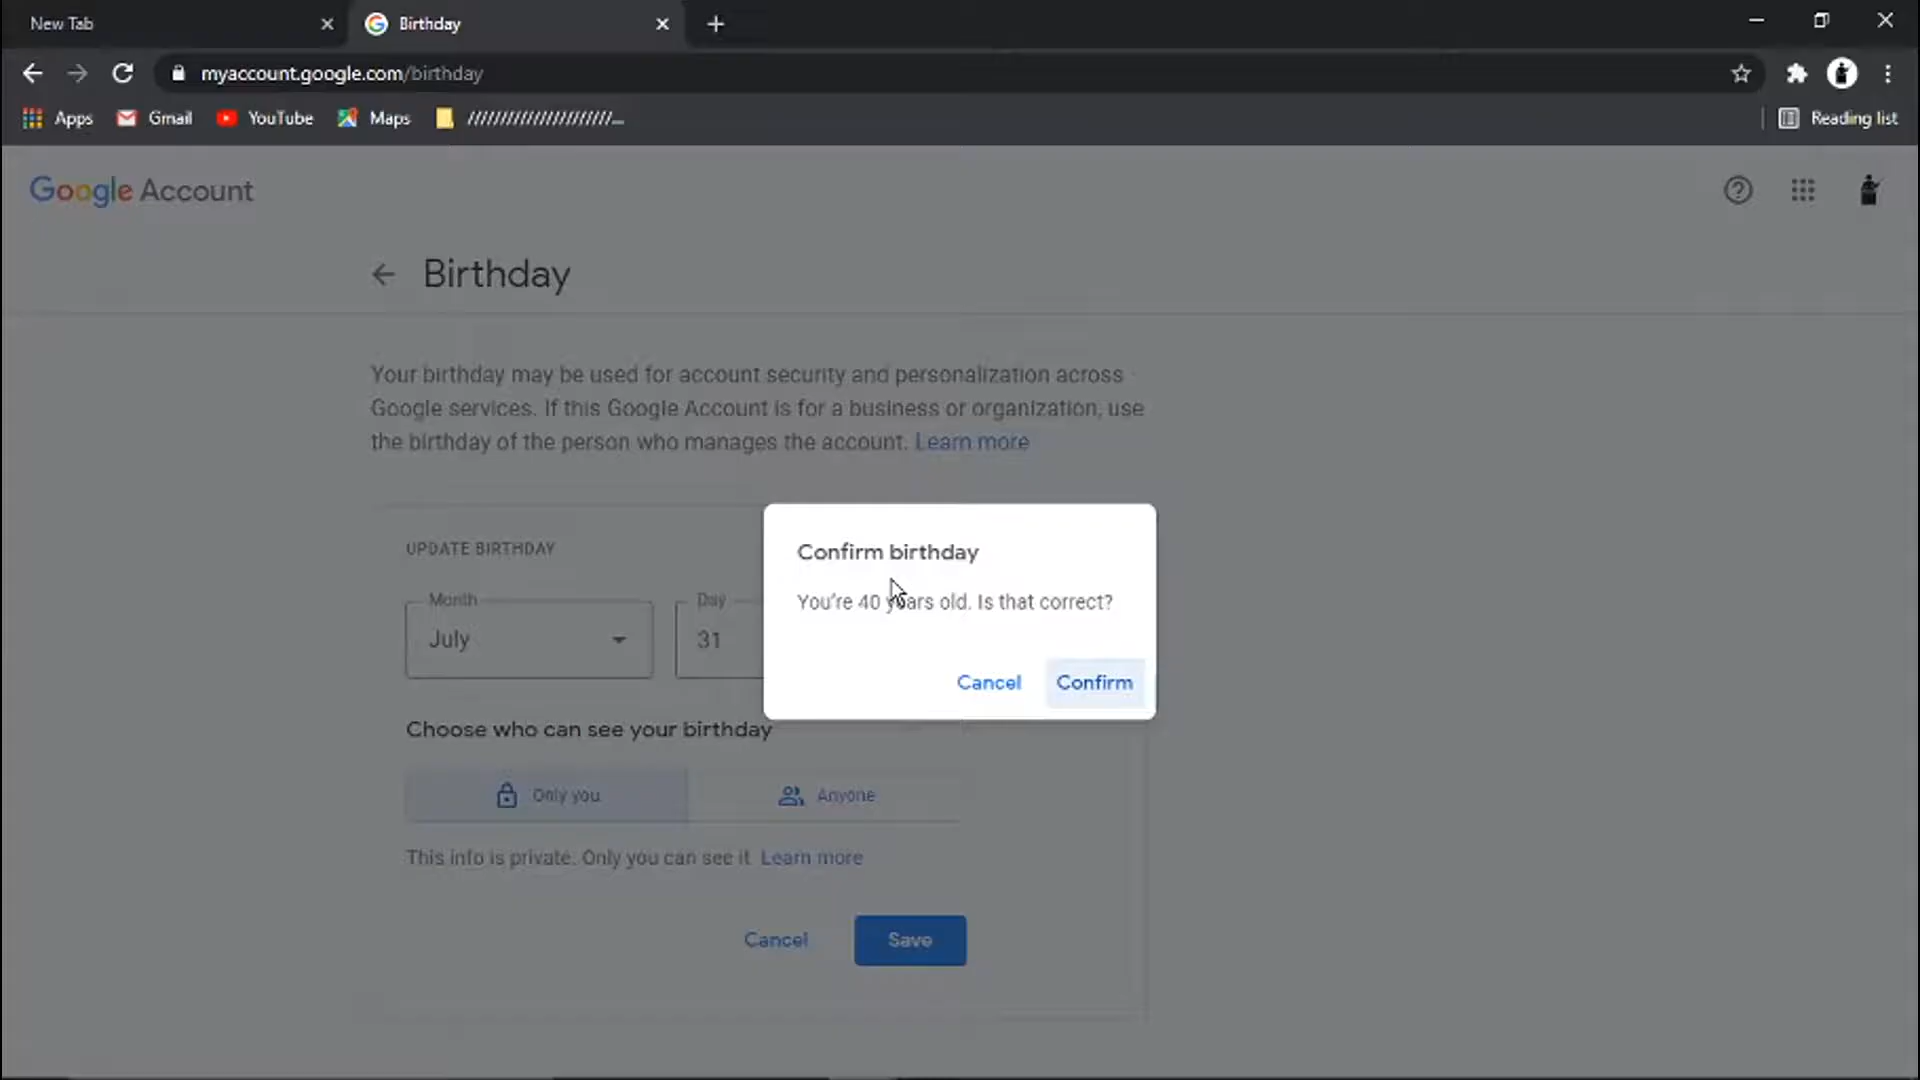 New Tab
Birthday
myaccount.google.com/birthday
Apps
Gmail
YouTube
Maps
//////////////////////...
Reading list
Google Account
Birthday
Your birthday may be used for account security and personalization across
Google services. If this Google Account is for a business or organization, use
the birthday of the person who manages the account. Learn more
UPDATE BIRTHDAY
Month
July
Day
31
Confirm birthday
You're 40 years old. Is that correct?
Cancel
Confirm
Choose who can see your birthday
Only you
Anyone
This info is private. Only you can see it. Learn more
Cancel
Save